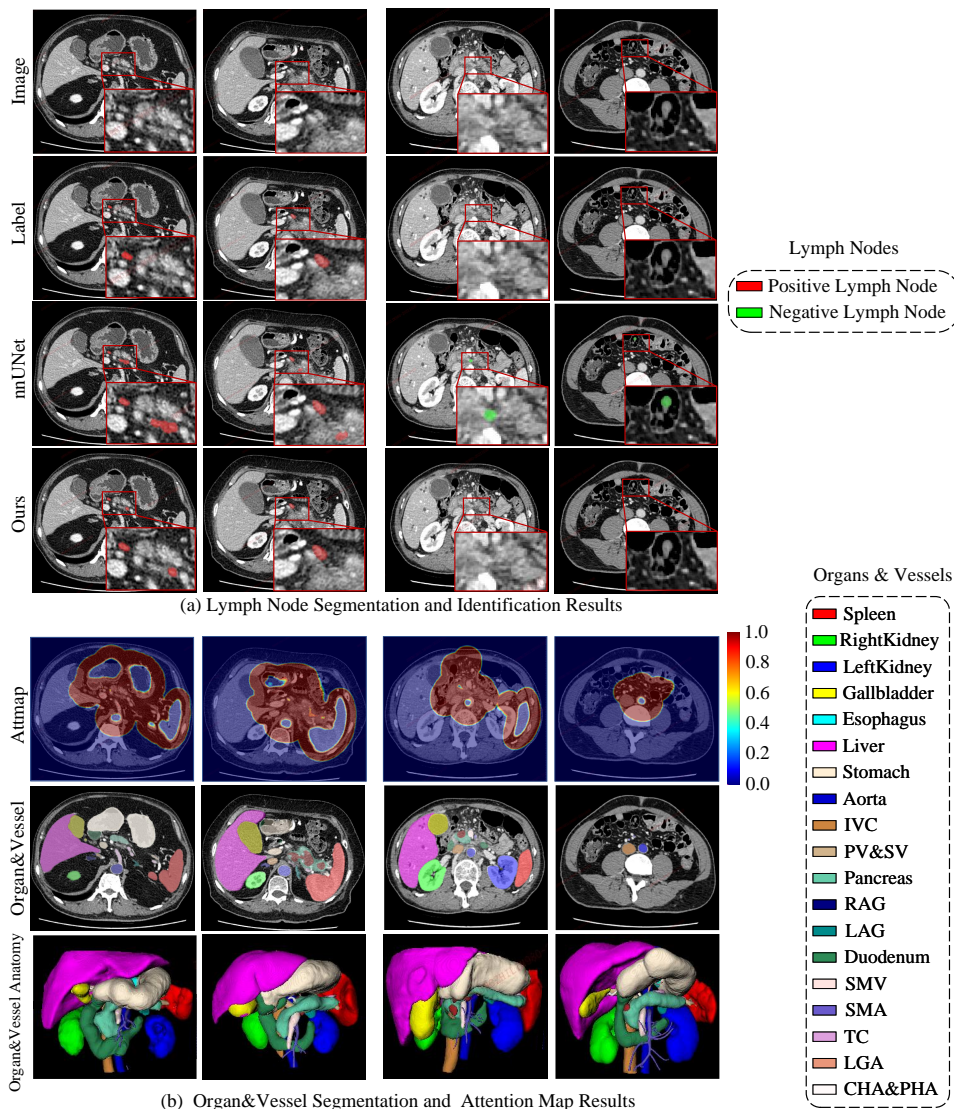 Image
Label
nnUNet
Ours
Lymph Nodes
Positive Lymph Node
Negative Lymph Node
(a) Lymph Node Segmentation and Identification Results
Attmap
Organ&Vessel
Organ&Vessel Anatomy
1.0
0.8
0.6
0.4
0.2
0.0
(b) Organ&Vessel Segmentation and Attention Map Results
Organs & Vessels
Spleen
RightKidney
LeftKidney
Gallbladder
Esophagus
Liver
Stomach
Aorta
IVC
PV&SV
Pancreas
RAG
LAG
Duodenum
SMV
SMA
TC
LGA
CHA&PHA